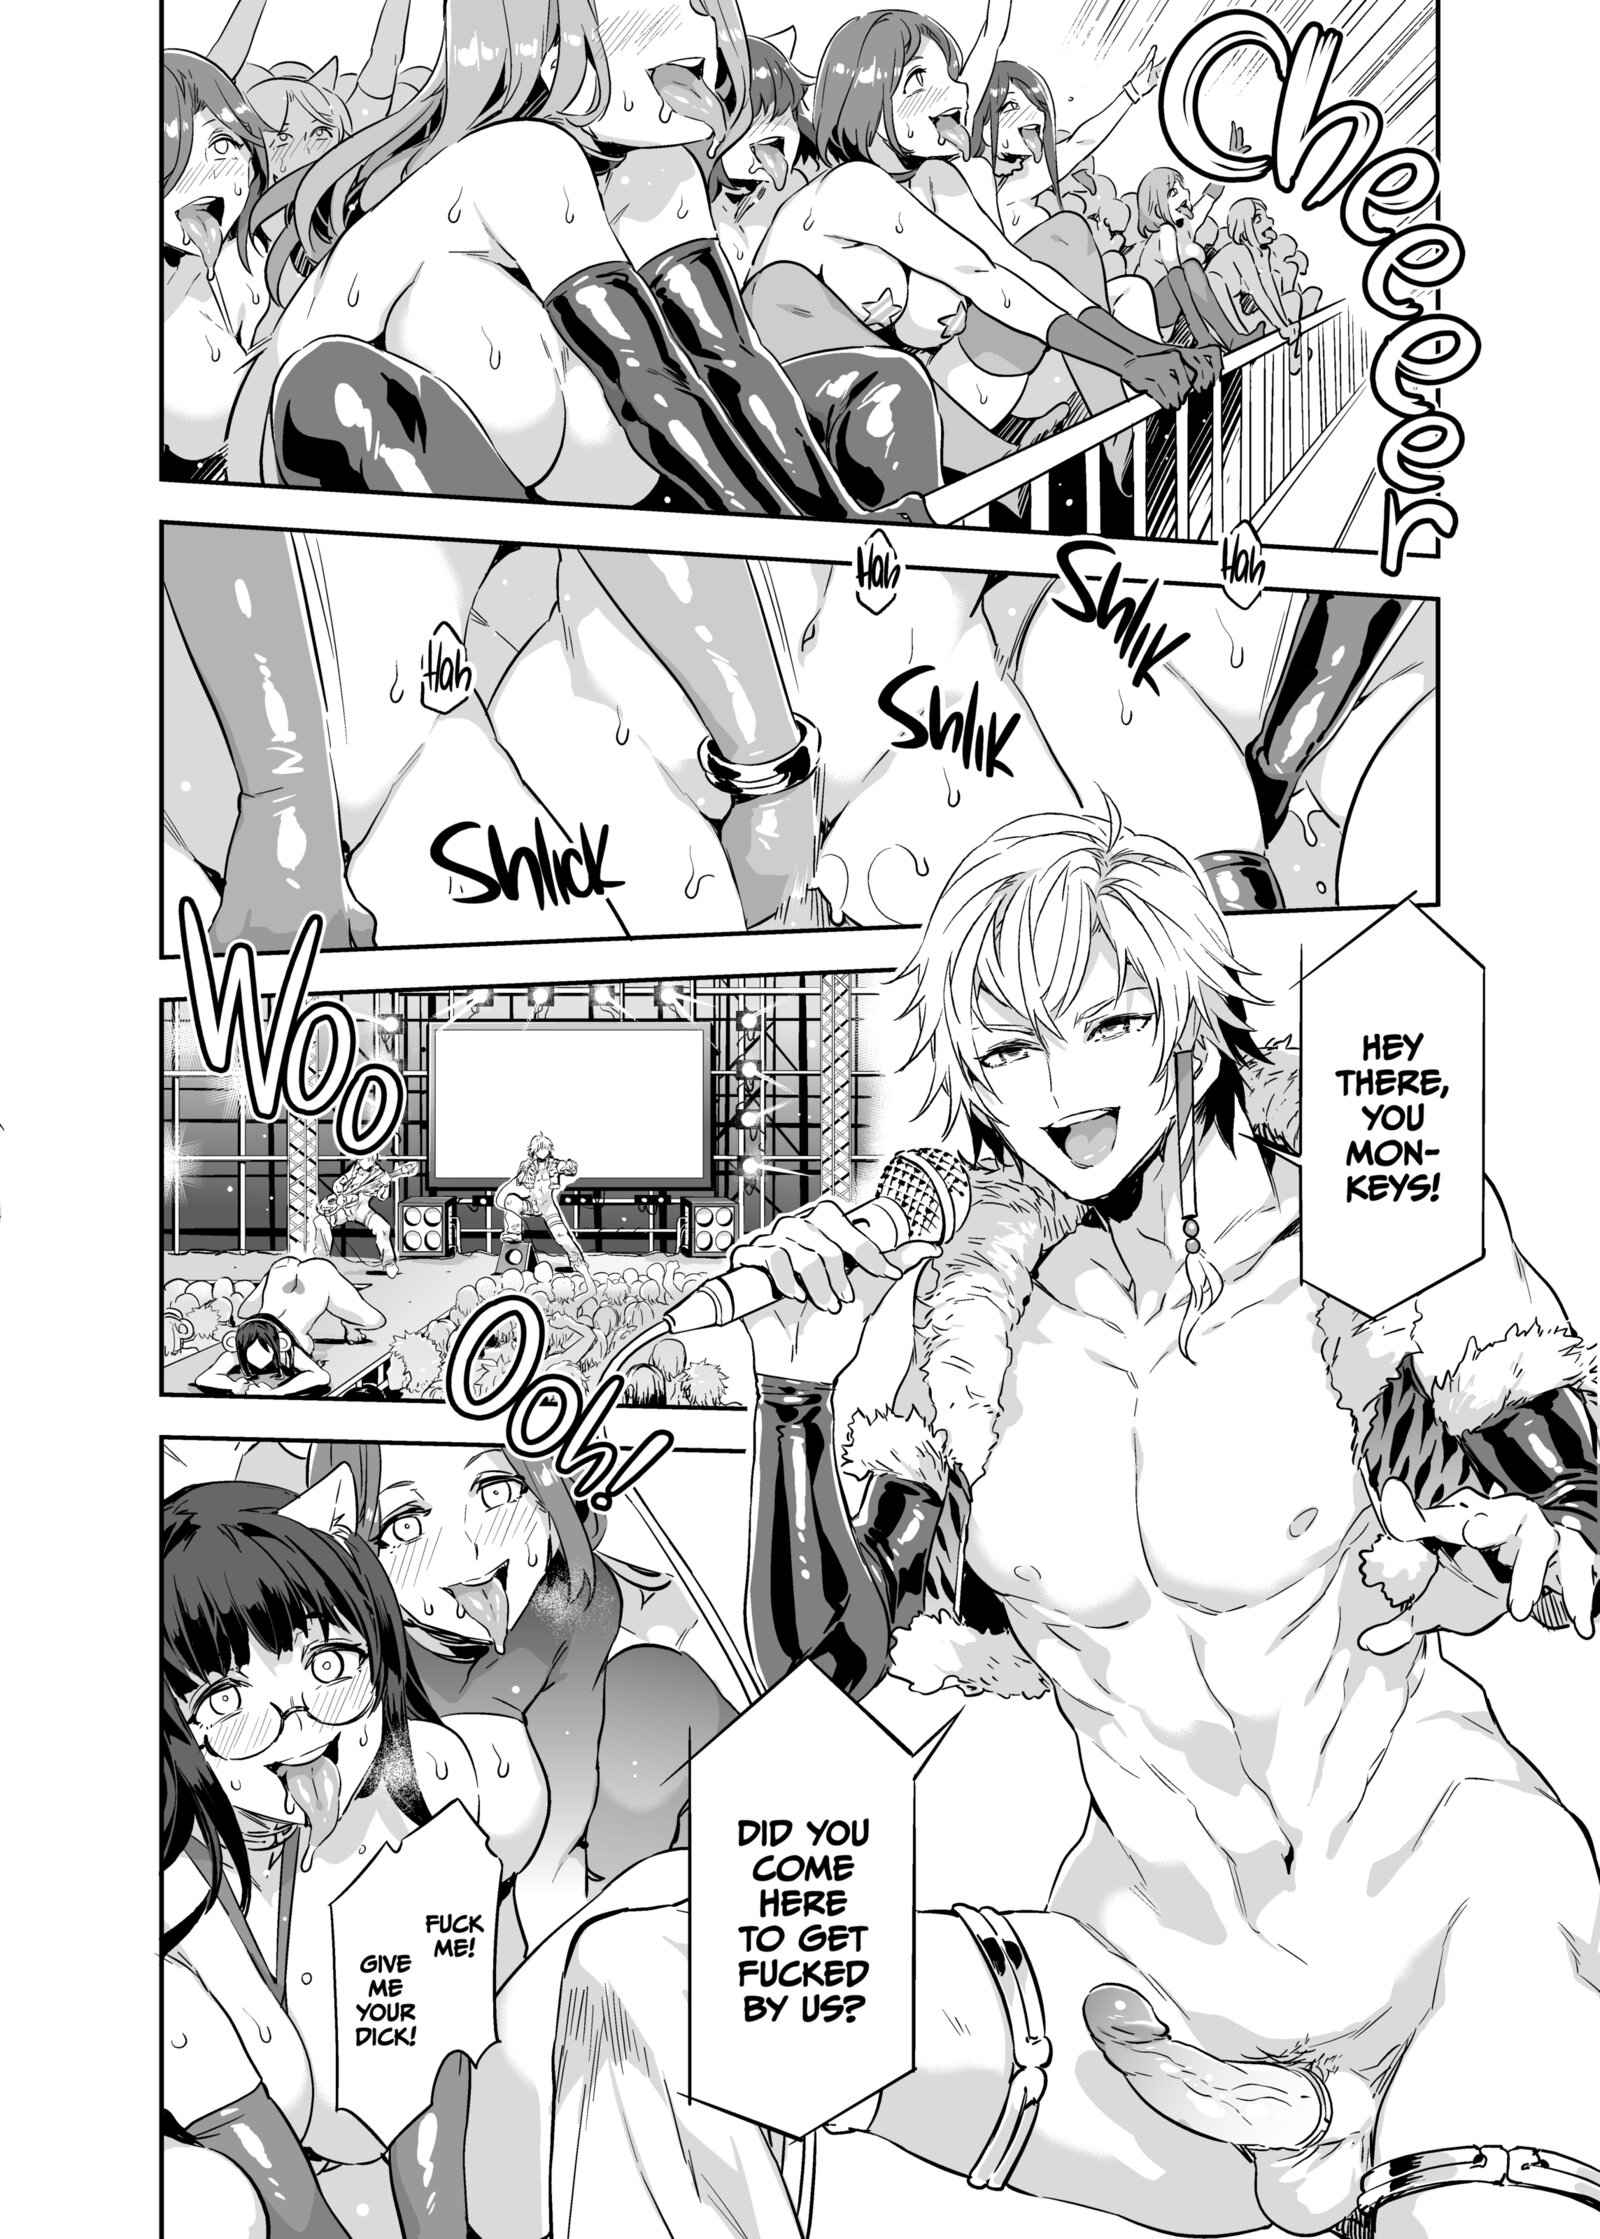 Cheeeer
Hah
Shlik
Hah
Shlik
Hah
Shlick
HEY
THERE,
YOU
MON-
KEYS!
Woo
Ooh!
DID YOU
COME
HERE
TO GET
FUCKED
BY US?
FUCK
ME!
GIVE
ME
YOUR
DICK!